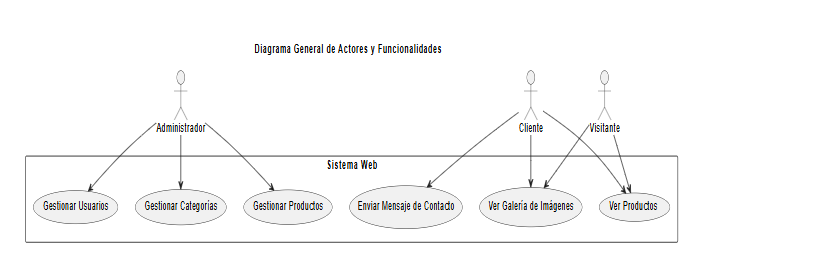 Diagrama General de Actores y Funcionalidades
Administrador
Cliente
Visitante
Sistema Web
Gestionar Usuarios
Gestionar Categorías
Gestionar Productos
Enviar Mensaje de Contacto
Ver Galería de Imágenes
Ver Productos